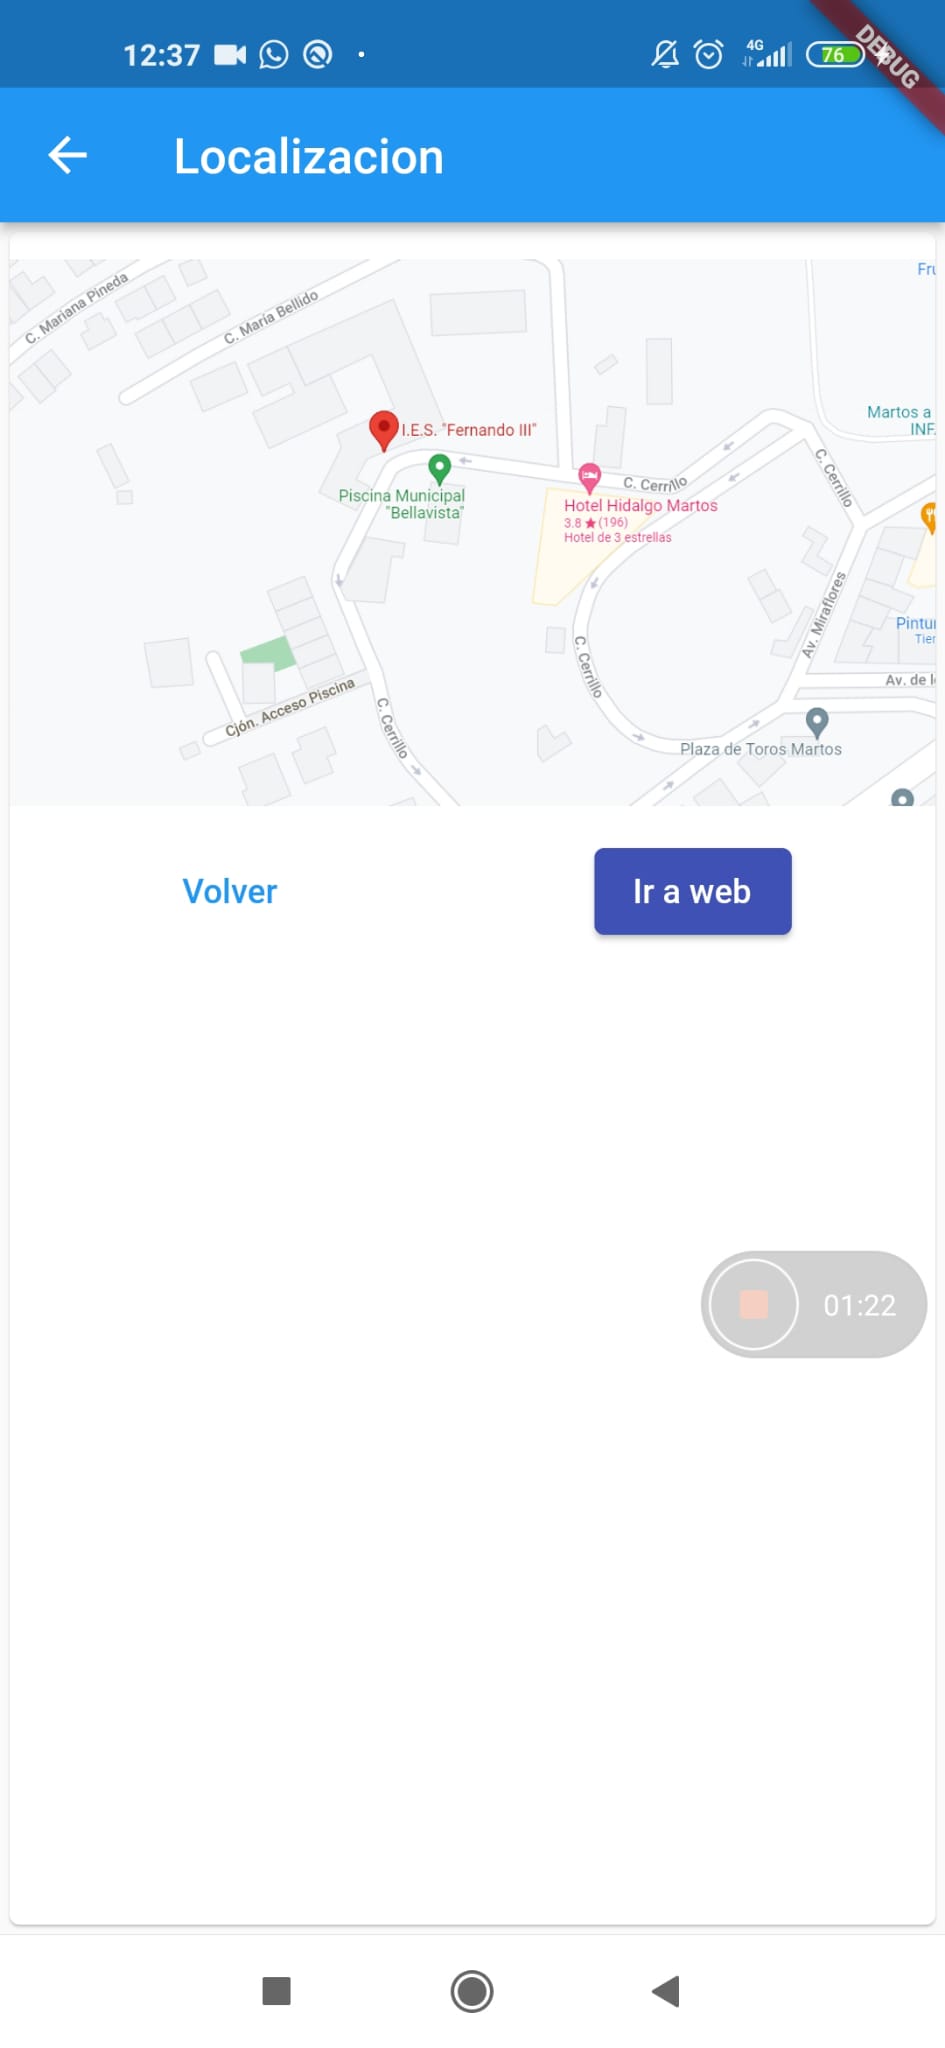 12:37
4G
76
DEBUG
Localizacion
C. Mariana Pineda
C. María Bellido
Fru
I.E.S. "Fernando III"
Martos a
INF.
Piscina Municipal
"Bellavista"
C. Cerrillo
C. Cerrillo
Hotel Hidalgo Martos
3.8★(196)
Hotel de 3 estrellas
Av. Miraflores
Pintur
Tier
C. Cerrillo
Cjón. Acceso Piscina
Av. de l
C. Cerrillo
Plaza de Toros Martos
Volver
Ir a web
01:22